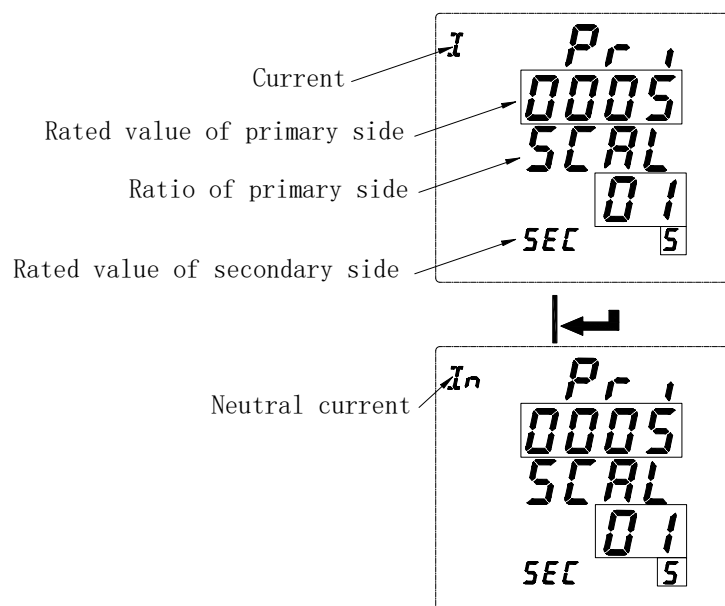 I Pri
Current
0005
Rated value of primary side
SCAL
Ratio of primary side
01
SEC 5
Rated value of secondary side
In Pri
Neutral current
0005
SCAL
01
SEC 5